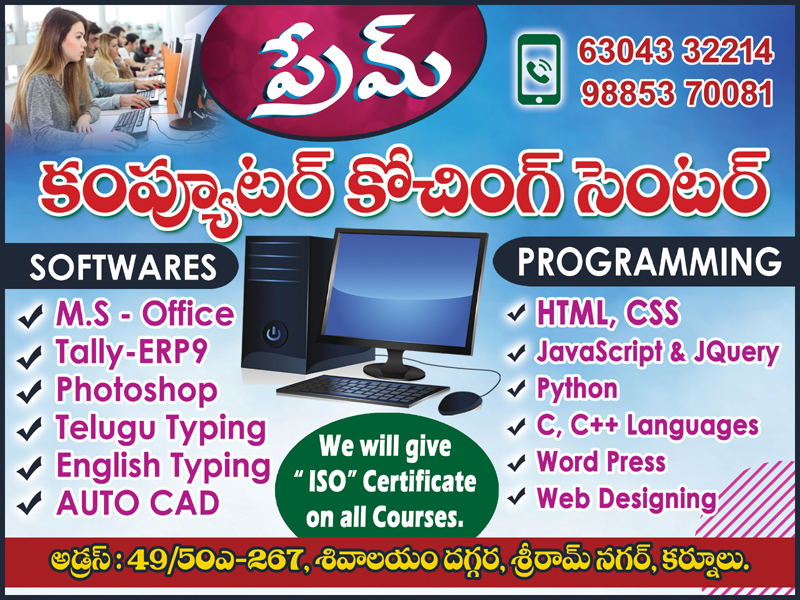 ప్రేమ్
63043 32214
98853 70081
కంప్యూటర్ కోచింగ్ సెంటర్
SOFTWARES
M.S - Office
Tally-ERP9
Photoshop
Telugu Typing
English Typing
AUTO CAD
PROGRAMMING
HTML, CSS
JavaScript & JQuery
Python
C, C++ Languages
Word Press
Web Designing
We will give
“ ISO” Certificate
on all Courses.
అడ్రస్ : 49/50ఎ-267, శివాలయం దగ్గర, శ్రీరామ్ నగర్, కర్నూలు.